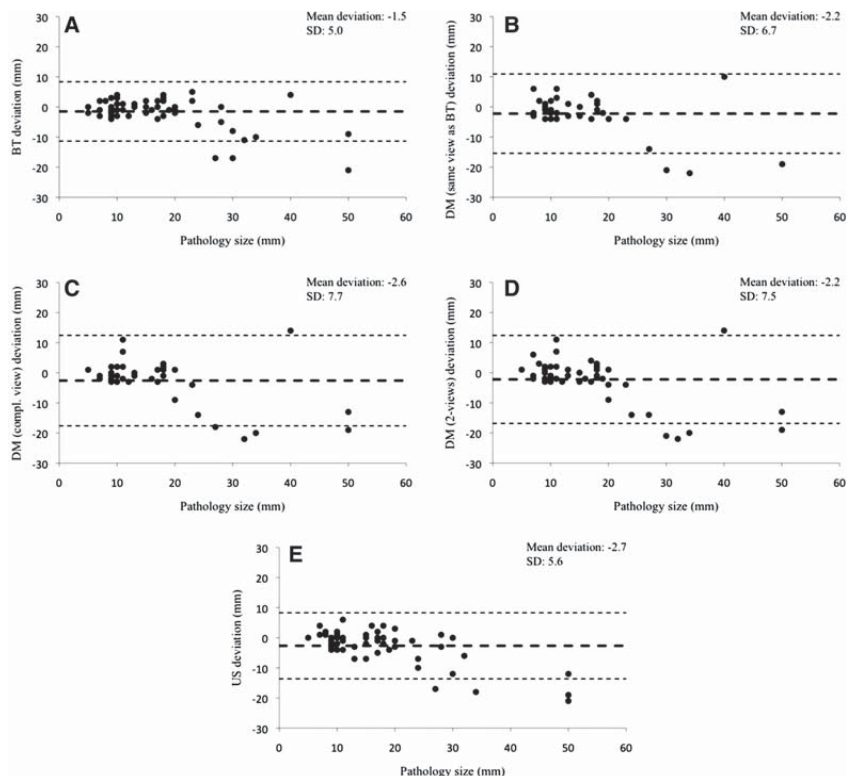 A
Mean deviation: -1.5
SD: 5.0
BT deviation (mm)
30
20
10
0
-10
-20
-30
0 10 20 30 40 50 60
Pathology size (mm)
B
Mean deviation: -2.2
SD: 6.7
DM (same view as BT) deviation (mm)
30
20
10
0
-10
-20
-30
0 10 20 30 40 50 60
Pathology size (mm)
C
Mean deviation: -2.6
SD: 7.7
DM (compl. view) deviation (mm)
30
20
10
0
-10
-20
-30
0 10 20 30 40 50 60
Pathology size (mm)
D
Mean deviation: -2.2
SD: 7.5
DM (2-views) deviation (mm)
30
20
10
0
-10
-20
-30
0 10 20 30 40 50 60
Pathology size (mm)
E
Mean deviation: -2.7
SD: 5.6
US deviation (mm)
30
20
10
0
-10
-20
-30
0 10 20 30 40 50 60
Pathology size (mm)